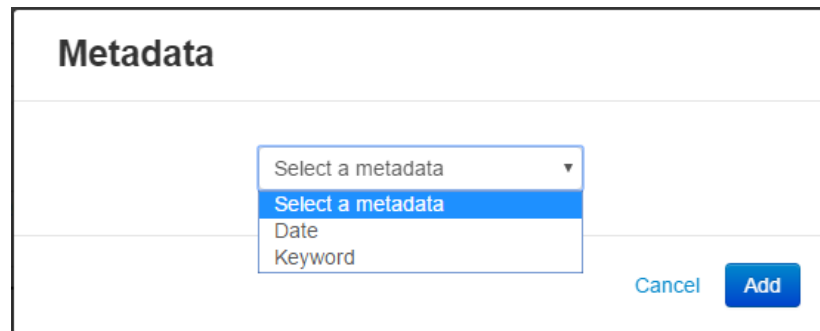 Metadata
Select a metadata
Select a metadata
Date
Keyword
Cancel Add